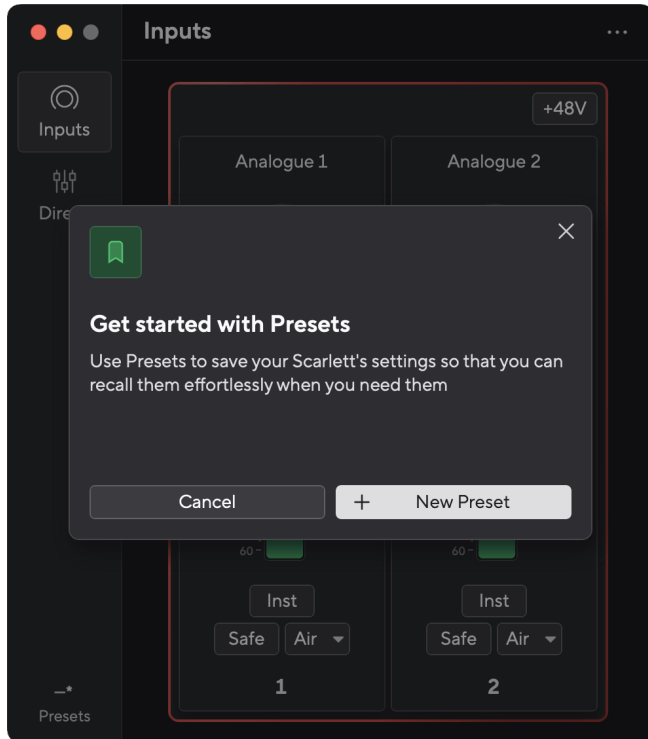 Inputs
...
Inputs
+48V
Analogue 1
Analogue 2
Dire
Get started with Presets
Use Presets to save your Scarlett's settings so that you can
recall them effortlessly when you need them
Cancel
+ New Preset
60
60
Inst
Inst
Safe
Air
Safe
Air
1
2
–*
Presets